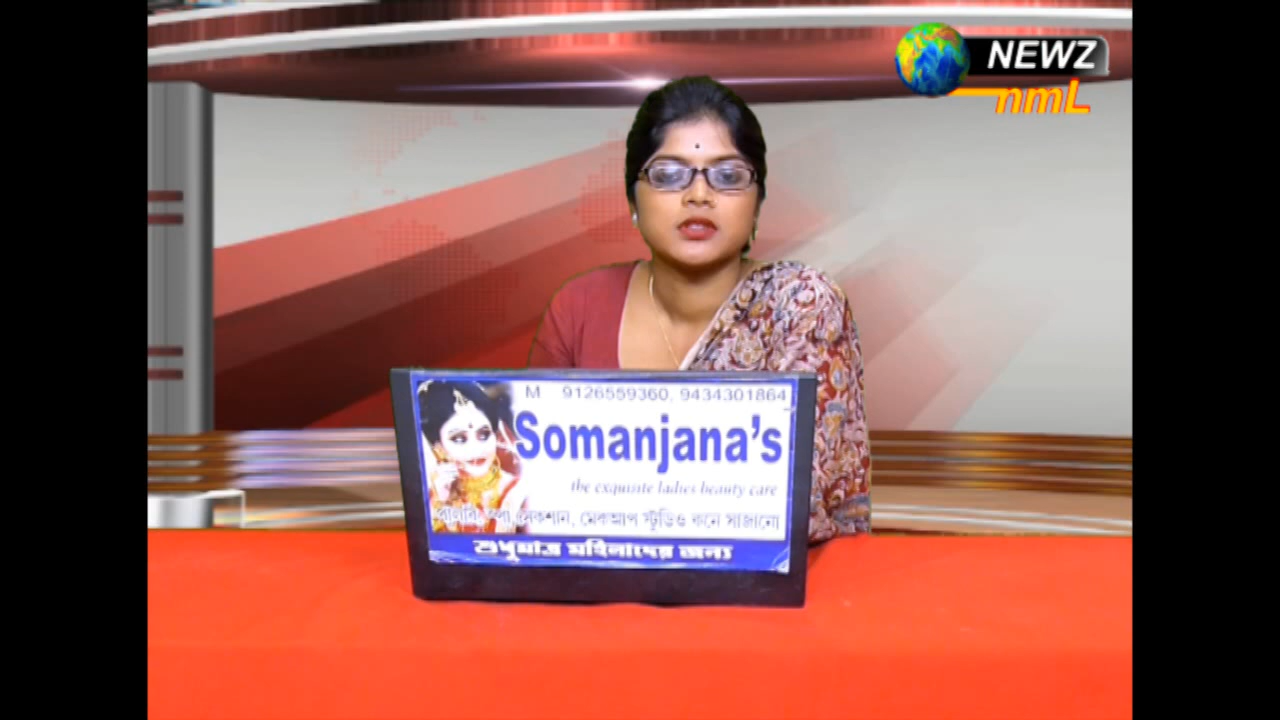 NEWZ
nmL
M 9126559360, 9434301864
Somanjana's
the exquisite ladies beauty care
মেকআপ স্টুডিও কনে সাজানো
শুধুমাত্র মহিলাদের জন্য